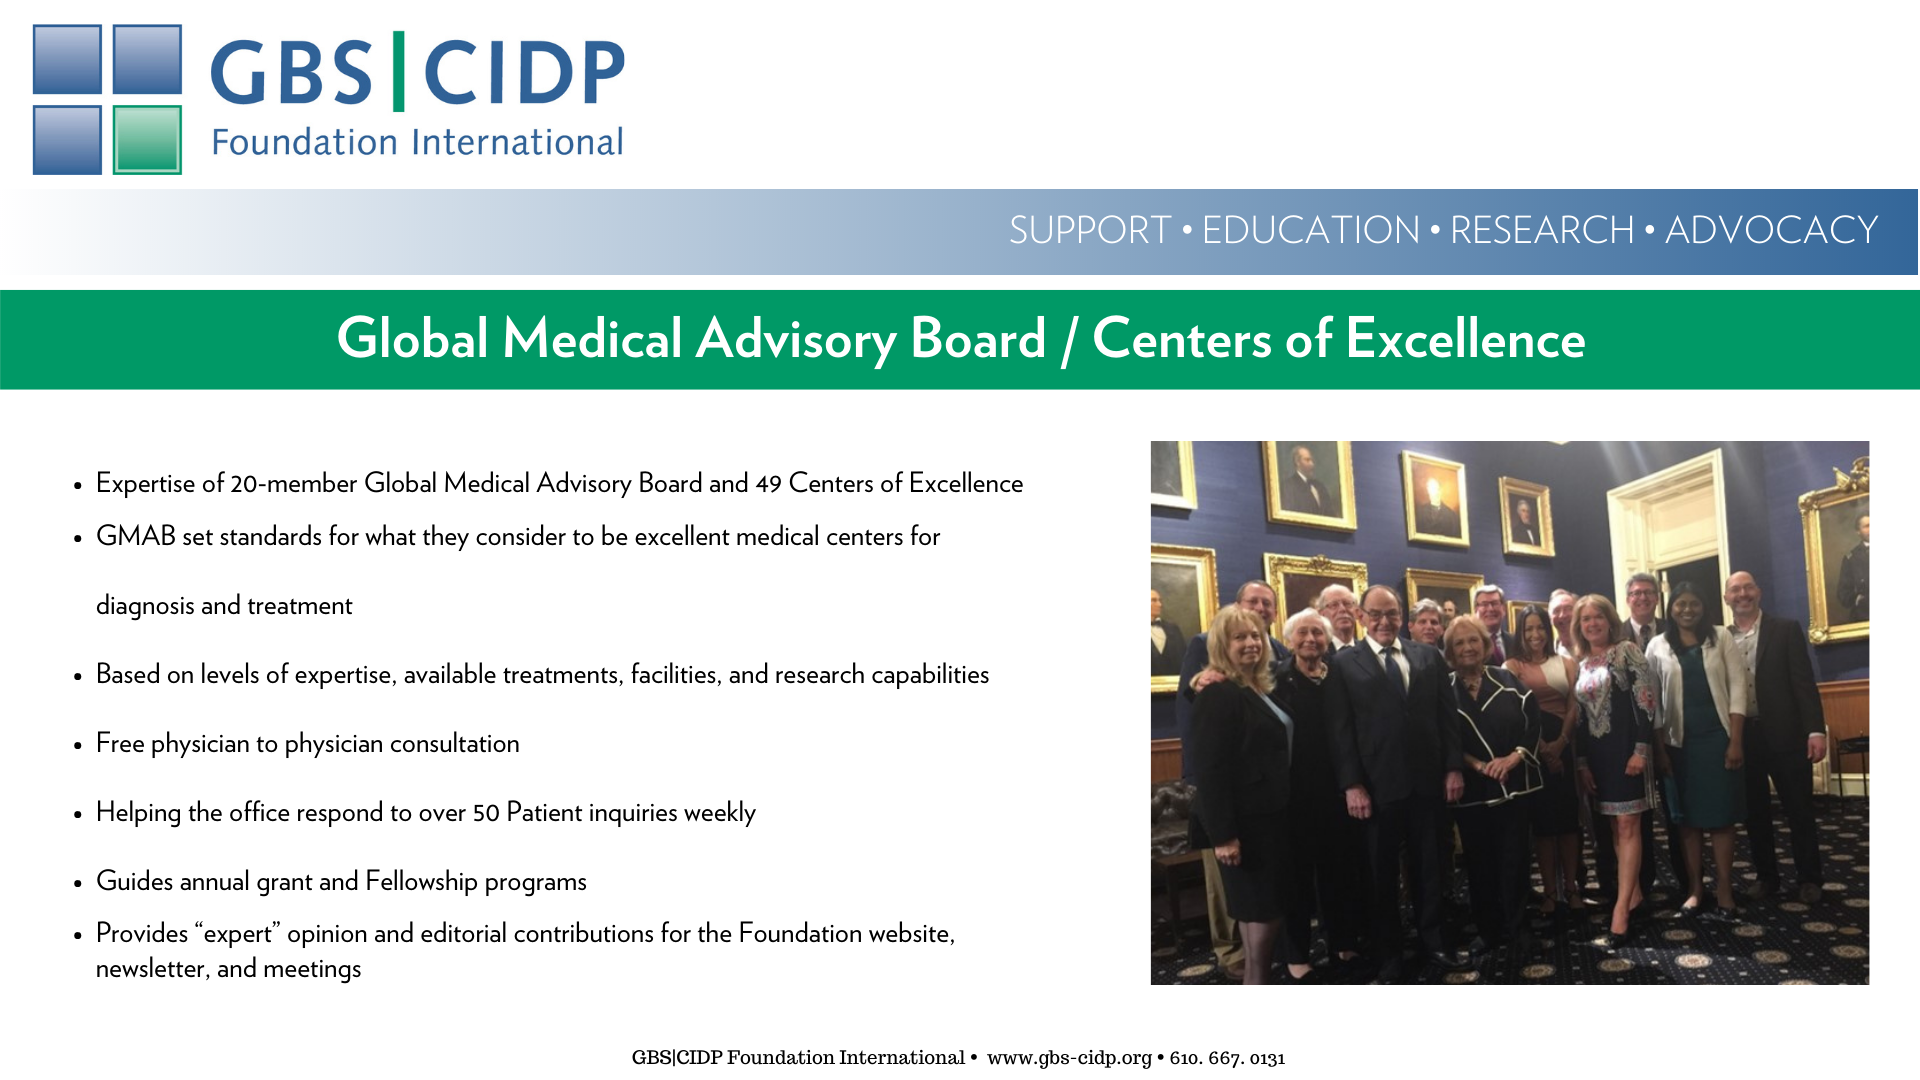 GBS|CIDP
Foundation International
SUPPORT • EDUCATION • RESEARCH • ADVOCACY
Global Medical Advisory Board / Centers of Excellence
• Expertise of 20-member Global Medical Advisory Board and 49 Centers of Excellence
• GMAB set standards for what they consider to be excellent medical centers for
diagnosis and treatment
• Based on levels of expertise, available treatments, facilities, and research capabilities
• Free physician to physician consultation
• Helping the office respond to over 50 Patient inquiries weekly
• Guides annual grant and Fellowship programs
• Provides “expert” opinion and editorial contributions for the Foundation website,
newsletter, and meetings
GBS|CIDP Foundation International • www.gbs-cidp.org • 610. 667. 0131